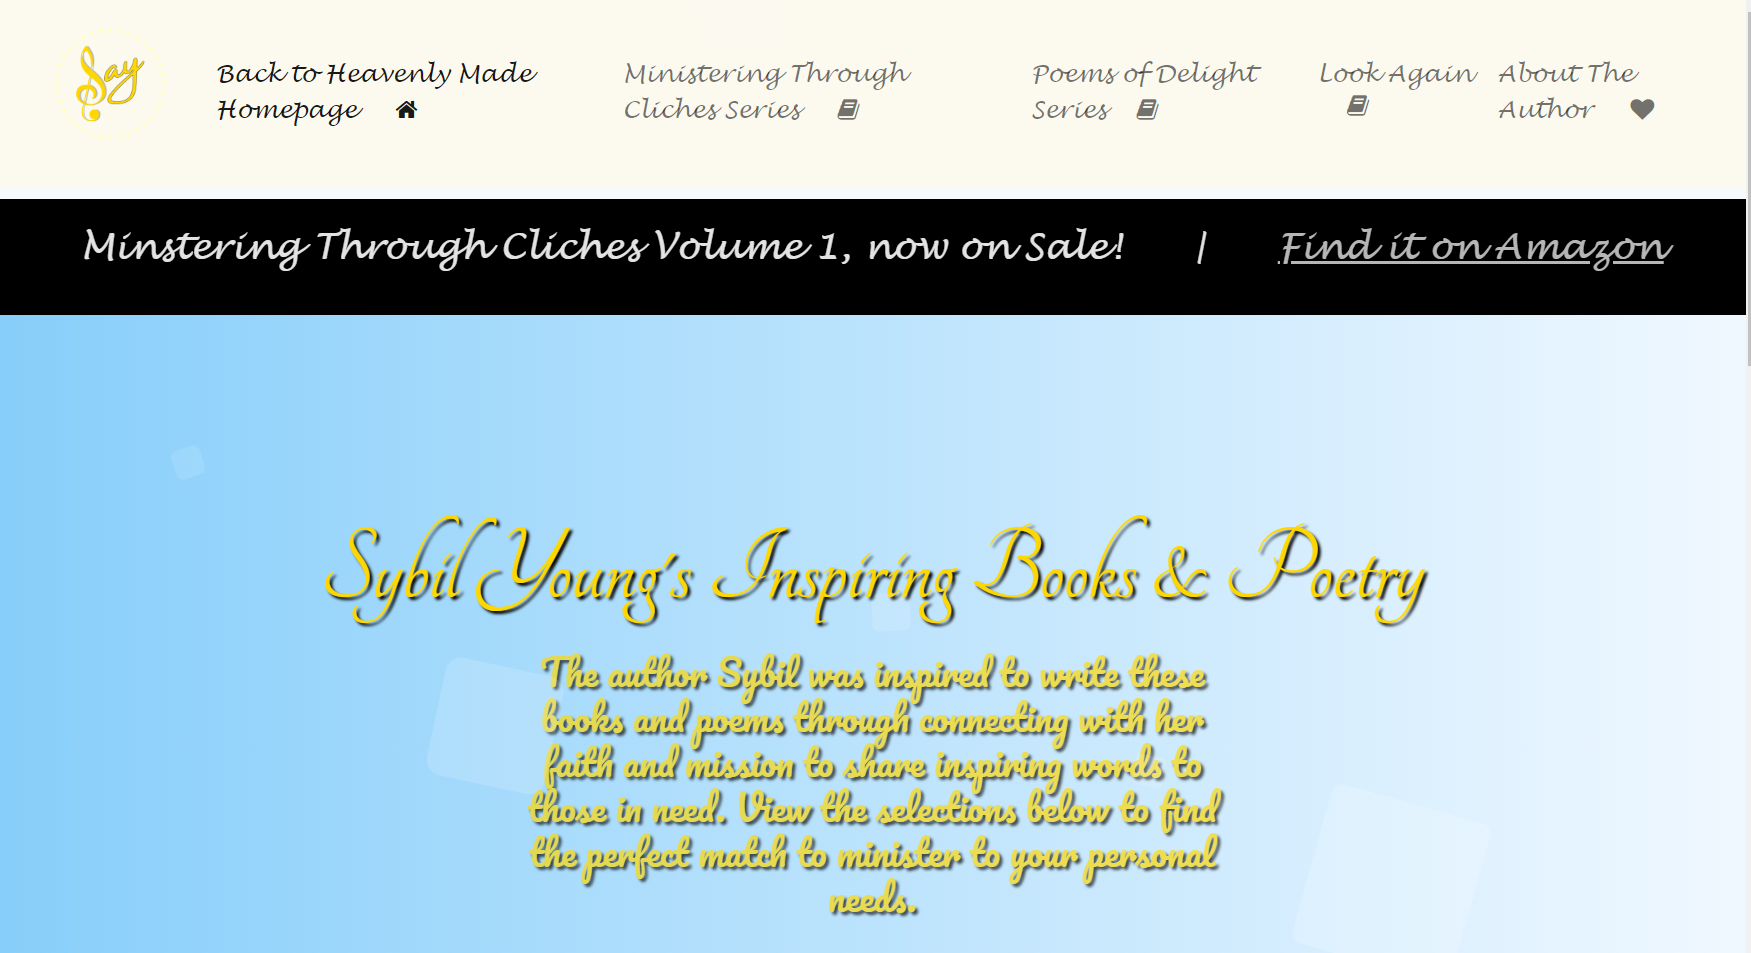 Say
Back to Heavenly Made
Homepage
Ministering Through
Cliches Series
Poems of Delight
Series
Look Again
About The
Author
Minstering Through Cliches Volume 1, now on Sale! | Find it on Amazon
Sybil Young's Inspiring Books & Poetry
The author Sybil was inspired to write these
books and poems through connecting with her
faith and mission to share inspiring words to
those in need. View the selections below to find
the perfect match to minister to your personal
needs.